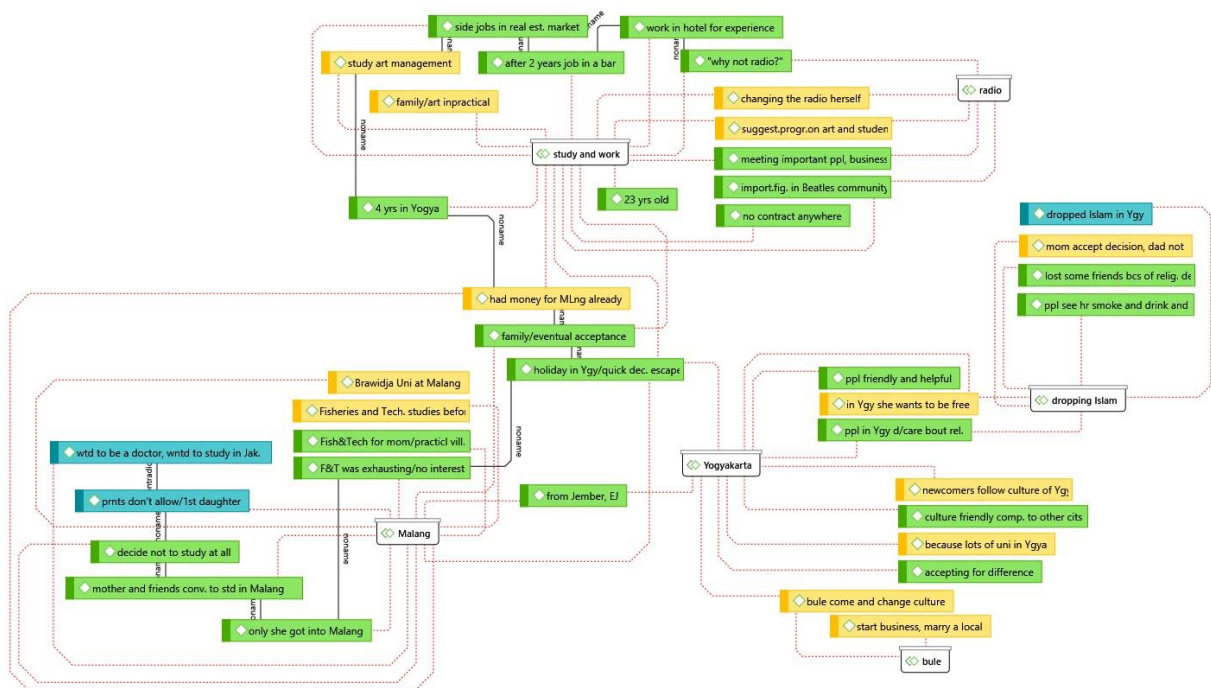 side jobs in real est. market
noname
work in hotel for experience
noname
noname
noname
study art management
after 2 years job in a bar
"why not radio?"
radio
family/art inpractical
changing the radio herself
suggest.progr.on art and studen
noname
study and work
meeting important ppl, business
import.fig. in Beatles community
4 yrs in Yogya
23 yrs old
no contract anywhere
noname
dropped Islam in Ygy
mom accept decision, dad not
lost some friends bcs of relig. de
ppl see hr smoke and drink and
had money for MLng already
family/eventual acceptance
holiday in Ygy/quick dec. escape
ppl friendly and helpful
Brawidja Uni at Malang
in Ygy she wants to be free
dropping Islam
Fisheries and Tech. studies befo
ppl in Ygy d/care bout rel.
Fish&Tech for mom/practicl vill.
wtd to be a doctor, wntd to study in Jak.
F&T was exhausting/no interest
Yogyakarta
ontradic
prnts don't allow/1st daughter
from Jember, EJ
newcomers follow culture of Ygy
noname
Malang
culture friendly comp. to other cits
noname
decide not to study at all
because lots of uni in Ygya
accepting for difference
mother and friends conv. to std in Malang
bule come and change culture
noname
only she got into Malang
start business, marry a local
bule